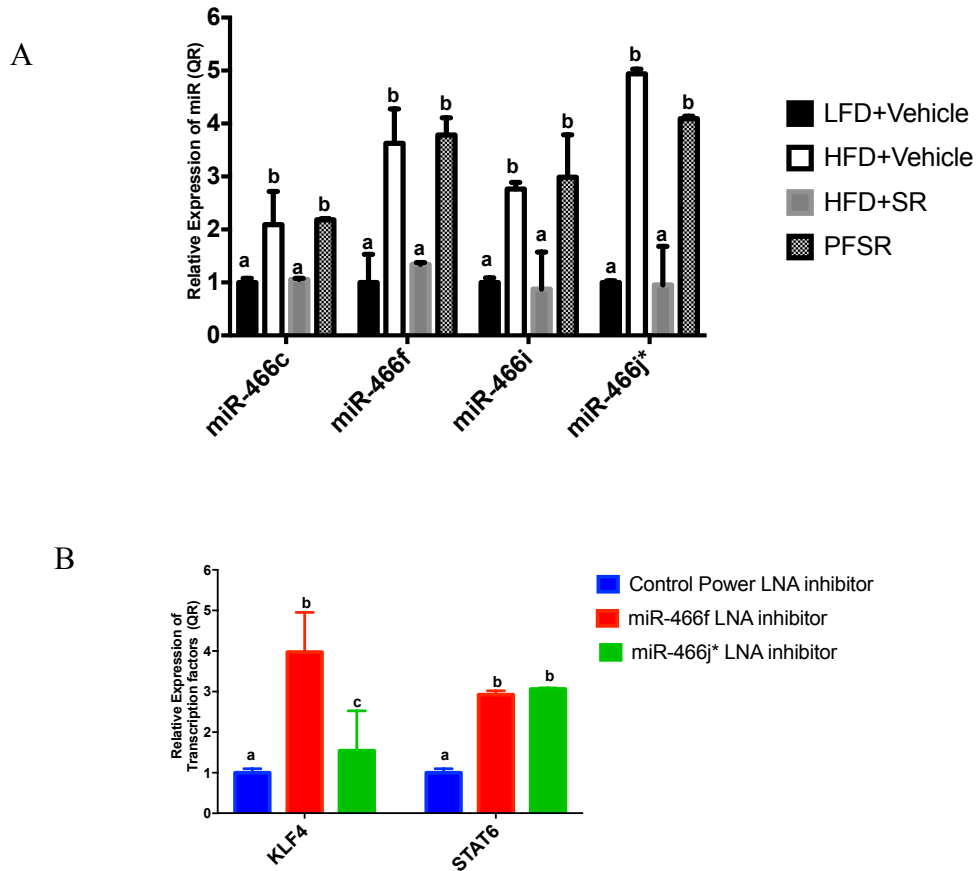 A
Relative Expression of miR (QR)
6
5
4
3
2
1
0
a
b
a
b
a
b
a
b
a
b
a
b
a
b
a
b
miR-466c
miR-466f
miR-466i
miR-466j*
LFD+Vehicle
HFD+Vehicle
HFD+SR
PFSR
B
Relative Expression of
Transcription factors (QR)
6
5
4
3
2
1
0
a
b
c
a
b
b
KLF4
STAT6
Control Power LNA inhibitor
miR-466f LNA inhibitor
miR-466j* LNA inhibitor